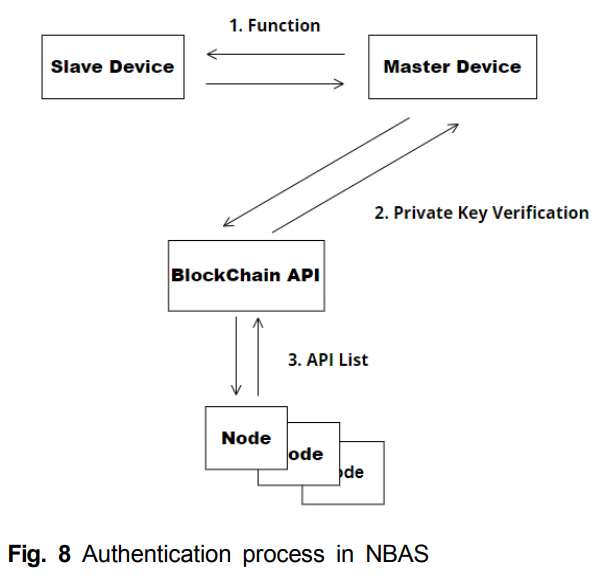 1. Function
Slave Device
Master Device
2. Private Key Verification
BlockChain API
3. API List
Node
ode
de
Fig. 8 Authentication process in NBAS